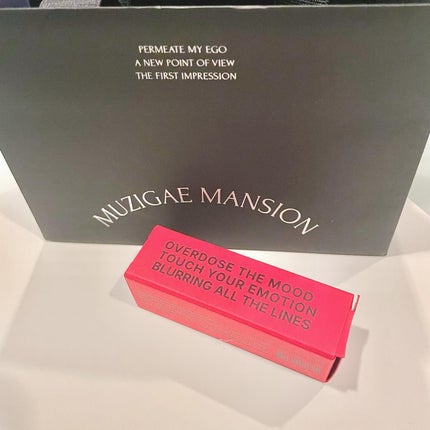 PERMEATE MY EGO
A NEW POINT OF VIEW
THE FIRST IMPRESSION
MUZIGAE MANSION
OVERDOSE THE MOOD
TOUCH YOUR EMOTION
BLURRING ALL THE LINES